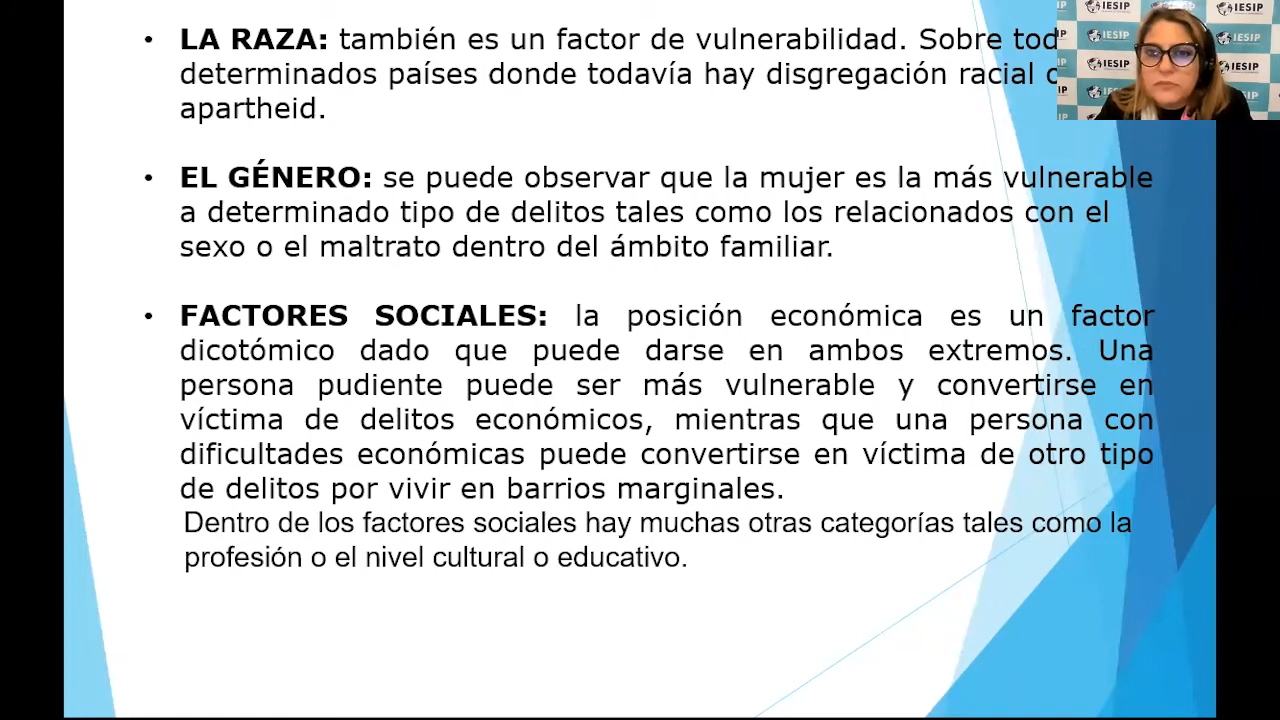 • LA RAZA: también es un factor de vulnerabilidad. Sobre
determinados países donde todavía hay disgregación racial
apartheid.
• EL GÉNERO: se puede observar que la mujer es la más vulnerable
a determinado tipo de delitos tales como los relacionados con el
sexo o el maltrato dentro del ámbito familiar.
• FACTORES SOCIALES: la posición económica es un factor
dicotómico dado que puede darse en ambos extremos. Una
persona pudiente puede ser más vulnerable y convertirse en
víctima de delitos económicos, mientras que una persona con
dificultades económicas puede convertirse en víctima de otro tipo
de delitos por vivir en barrios marginales.
Dentro de los factores sociales hay muchas otras categorías tales como la
profesión o el nivel cultural o educativo.
IESIP
IESIP
IESIP
IESIP
IESIP
IESIP
IESIP